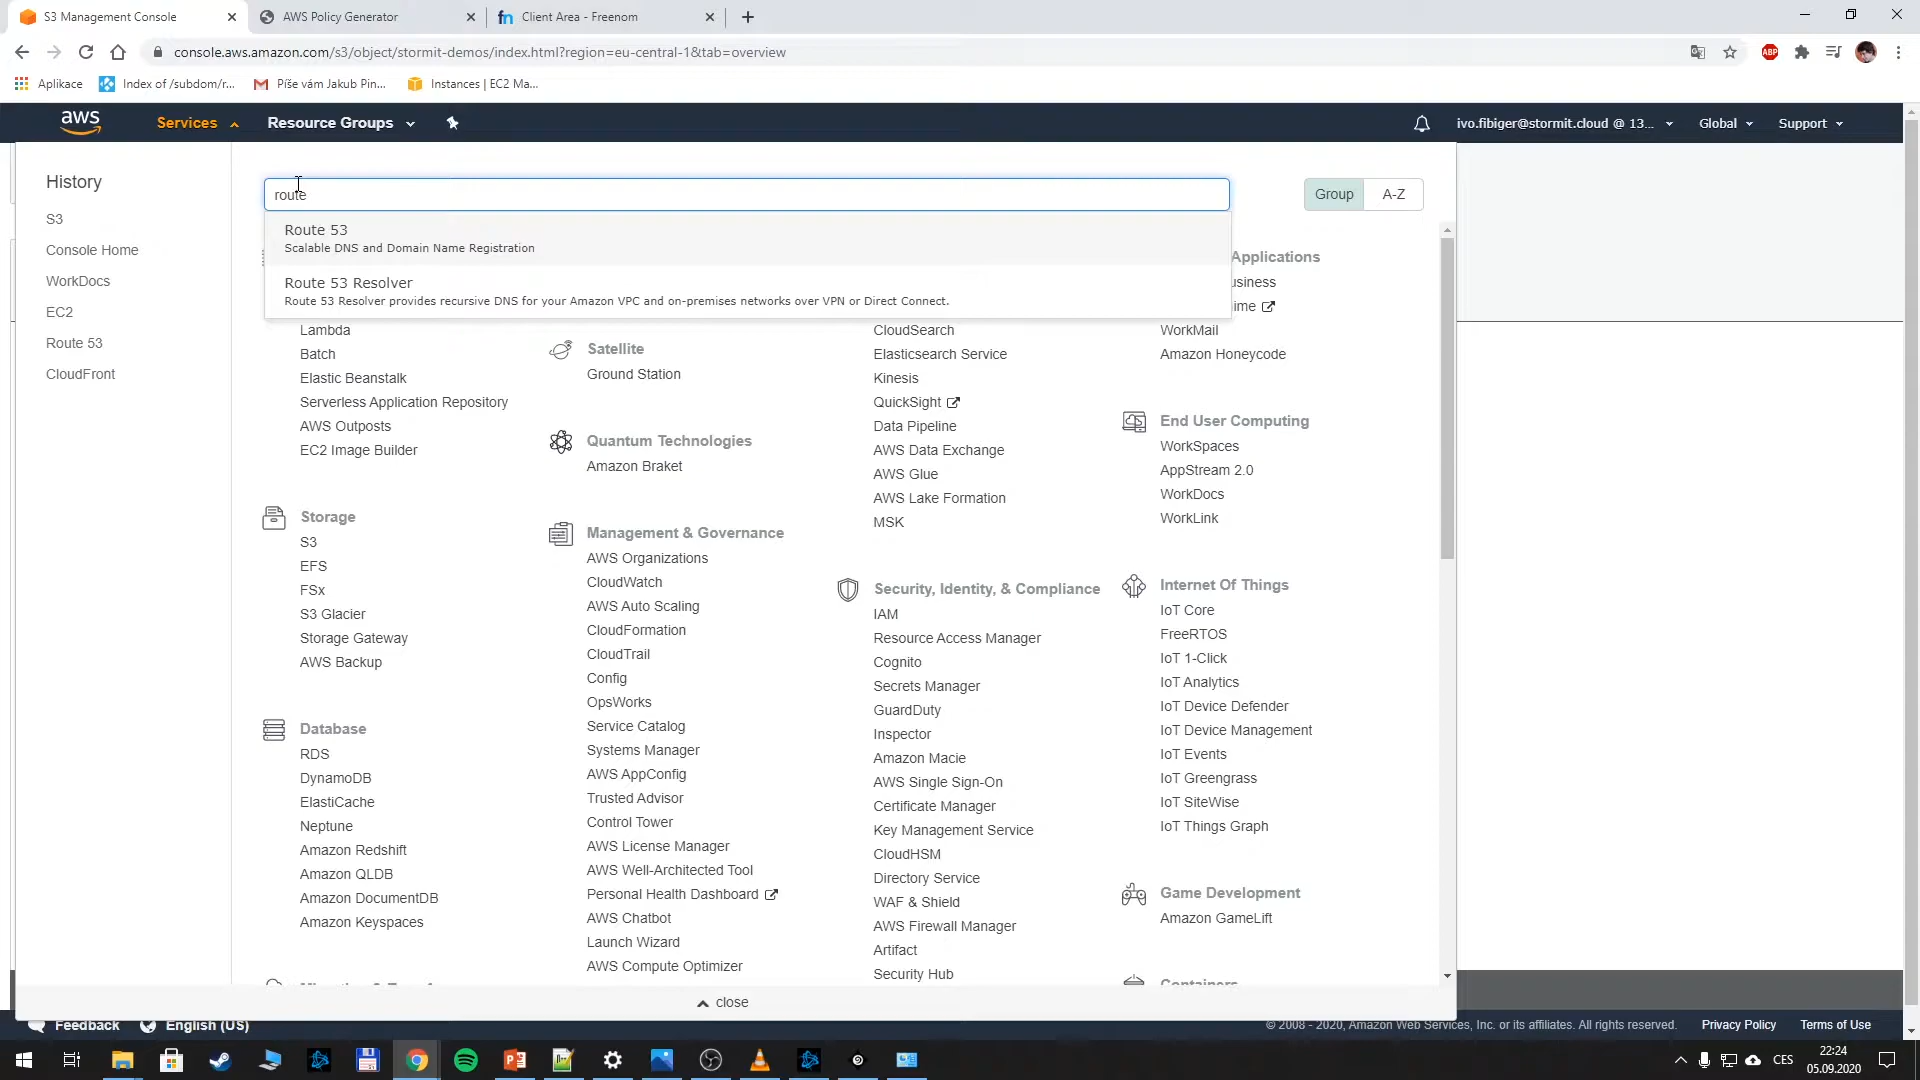 S3 Management Console
AWS Policy Generator
Client Area - Freenom
console.aws.amazon.com/s3/object/stormit-demos/index.html?region=eu-central-1&tab=overview
ABP
Aplikace
Index of /subdom/r...
Píše vám Jakub Pin...
Instances | EC2 Ma...
aws
Services
Resource Groups
ivo.fibiger@stormit.cloud @ 13...
Global
Support
History
S3
Console Home
WorkDocs
EC2
Route 53
CloudFront
route
Group
A-Z
Route 53
Scalable DNS and Domain Name Registration
Route 53 Resolver
Route 53 Resolver provides recursive DNS for your Amazon VPC and on-premises networks over VPN or Direct Connect.
Lambda
Batch
Elastic Beanstalk
Serverless Application Repository
AWS Outposts
EC2 Image Builder
Storage
S3
EFS
FSx
S3 Glacier
Storage Gateway
AWS Backup
Database
RDS
DynamoDB
ElastiCache
Neptune
Amazon Redshift
Amazon QLDB
Amazon DocumentDB
Amazon Keyspaces
Satellite
Ground Station
Quantum Technologies
Amazon Braket
Management & Governance
AWS Organizations
CloudWatch
AWS Auto Scaling
CloudFormation
CloudTrail
Config
OpsWorks
Service Catalog
Systems Manager
AWS AppConfig
Trusted Advisor
Control Tower
AWS License Manager
AWS Well-Architected Tool
Personal Health Dashboard
AWS Chatbot
Launch Wizard
AWS Compute Optimizer
CloudSearch
Elasticsearch Service
Kinesis
QuickSight
Data Pipeline
AWS Data Exchange
AWS Glue
AWS Lake Formation
MSK
Security, Identity, & Compliance
IAM
Resource Access Manager
Cognito
Secrets Manager
GuardDuty
Inspector
Amazon Macie
AWS Single Sign-On
Certificate Manager
Key Management Service
CloudHSM
Directory Service
WAF & Shield
AWS Firewall Manager
Artifact
Security Hub
Applications
usiness
ime
WorkMail
Amazon Honeycode
End User Computing
WorkSpaces
AppStream 2.0
WorkDocs
WorkLink
Internet Of Things
IoT Core
FreeRTOS
IoT 1-Click
IoT Analytics
IoT Device Defender
IoT Device Management
IoT Events
IoT Greengrass
IoT SiteWise
IoT Things Graph
Game Development
Amazon GameLift
Containers
close
Feedback
English (US)
© 2008 - 2020, Amazon Web Services, Inc. or its affiliates. All rights reserved.
Privacy Policy
Terms of Use
CES
22:24
05.09.2020